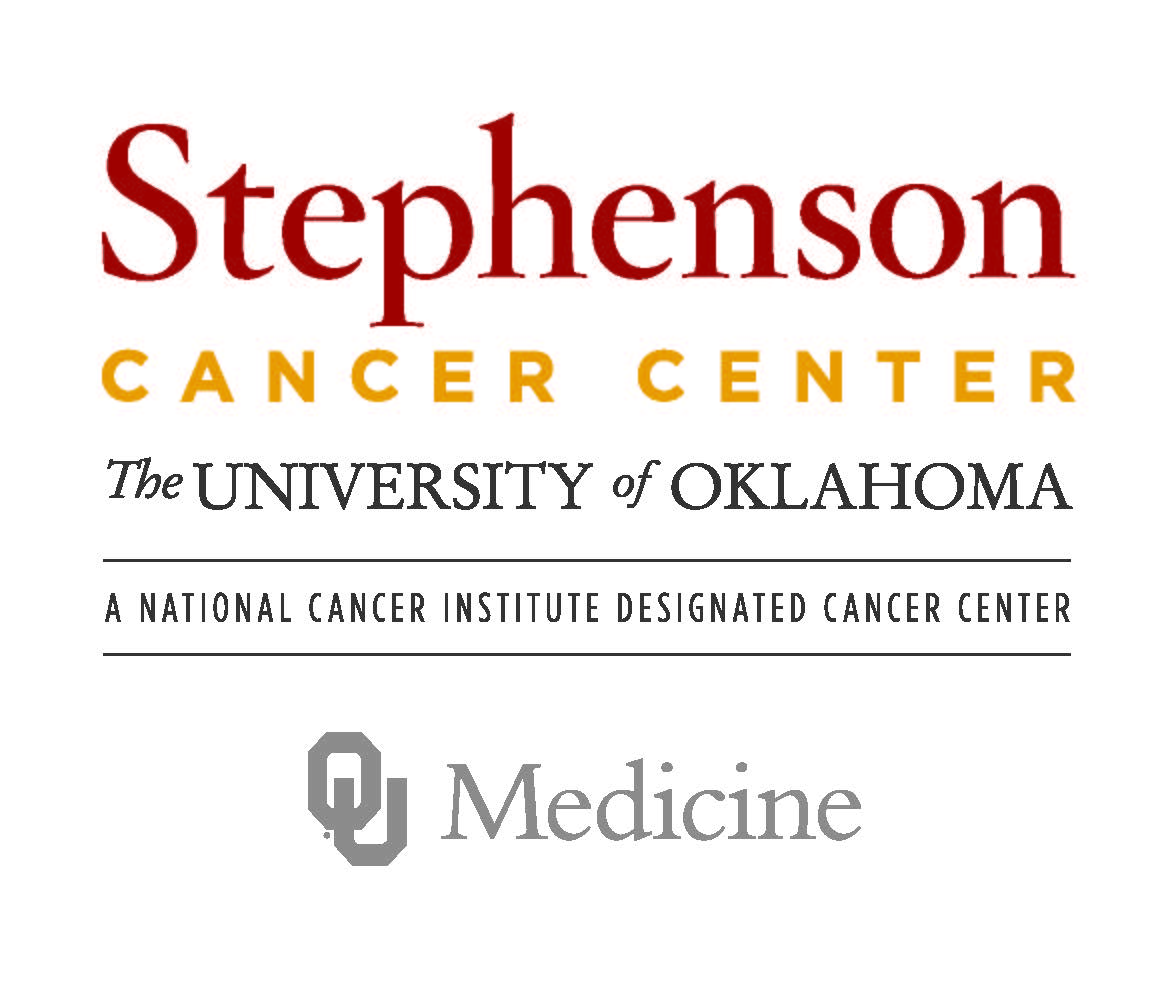 Stephenson
CANCER CENTER
The UNIVERSITY of OKLAHOMA
A NATIONAL CANCER INSTITUTE DESIGNATED CANCER CENTER
OU Medicine